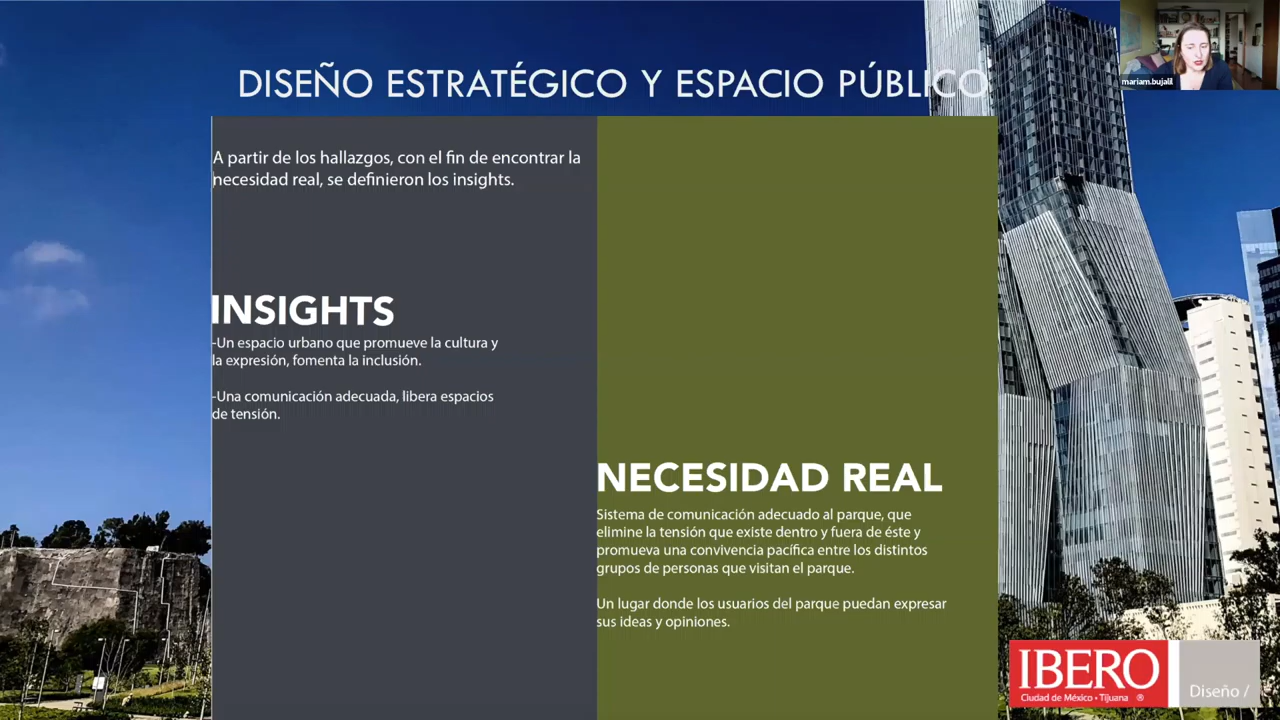 mariam.bujalil
DISEÑO ESTRATÉGICO Y ESPACIO PÚBLICO
A partir de los hallazgos, con el fin de encontrar la
necesidad real, se definieron los insights.
INSIGHTS
-Un espacio urbano que promueve la cultura y
la expresión, fomenta la inclusión.
-Una comunicación adecuada, libera espacios
de tensión.
NECESIDAD REAL
Sistema de comunicación adecuado al parque, que
elimine la tensión que existe dentro y fuera de éste y
promueva una convivencia pacífica entre los distintos
grupos de personas que visitan el parque.
Un lugar donde los usuarios del parque puedan expresar
sus ideas y opiniones.
IBERO
Ciudad de México • Tijuana ®
Diseño /